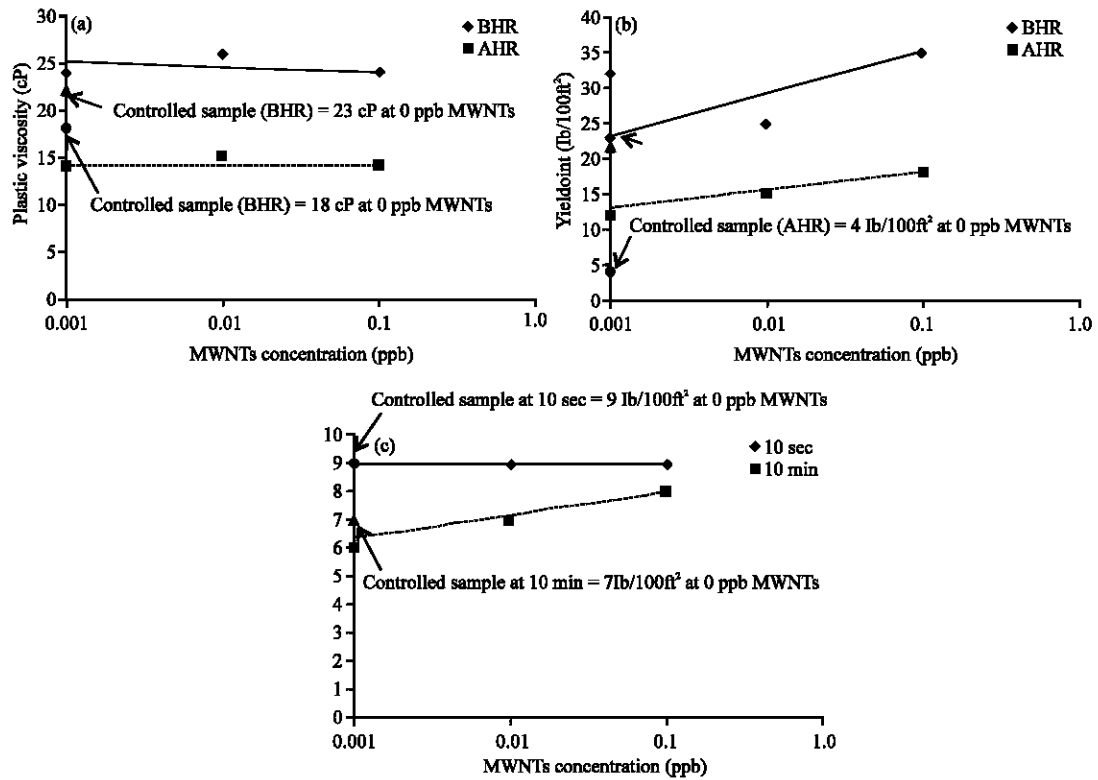 (a)
BHR
AHR
Plastic viscosity (cP)
30
25
20
15
10
5
0
Controlled sample (BHR) = 23 cP at 0 ppb MWNTs
Controlled sample (BHR) = 18 cP at 0 ppb MWNTs
0.001
0.01
0.1
1.0
MWNTs concentration (ppb)
(b)
BHR
AHR
Yieldoint (Ib/100ft²)
40
35
30
25
20
15
10
5
0
Controlled sample (AHR) = 4 Ib/100ft² at 0 ppb MWNTs
0.001
0.01
0.1
1.0
MWNTs concentration (ppb)
Controlled sample at 10 sec = 9 Ib/100ft² at 0 ppb MWNTs
(c)
10 sec
10 min
10
9
8
7
6
5
4
3
2
1
0
Controlled sample at 10 min = 7Ib/100ft² at 0 ppb MWNTs
0.001
0.01
0.1
1.0
MWNTs concentration (ppb)